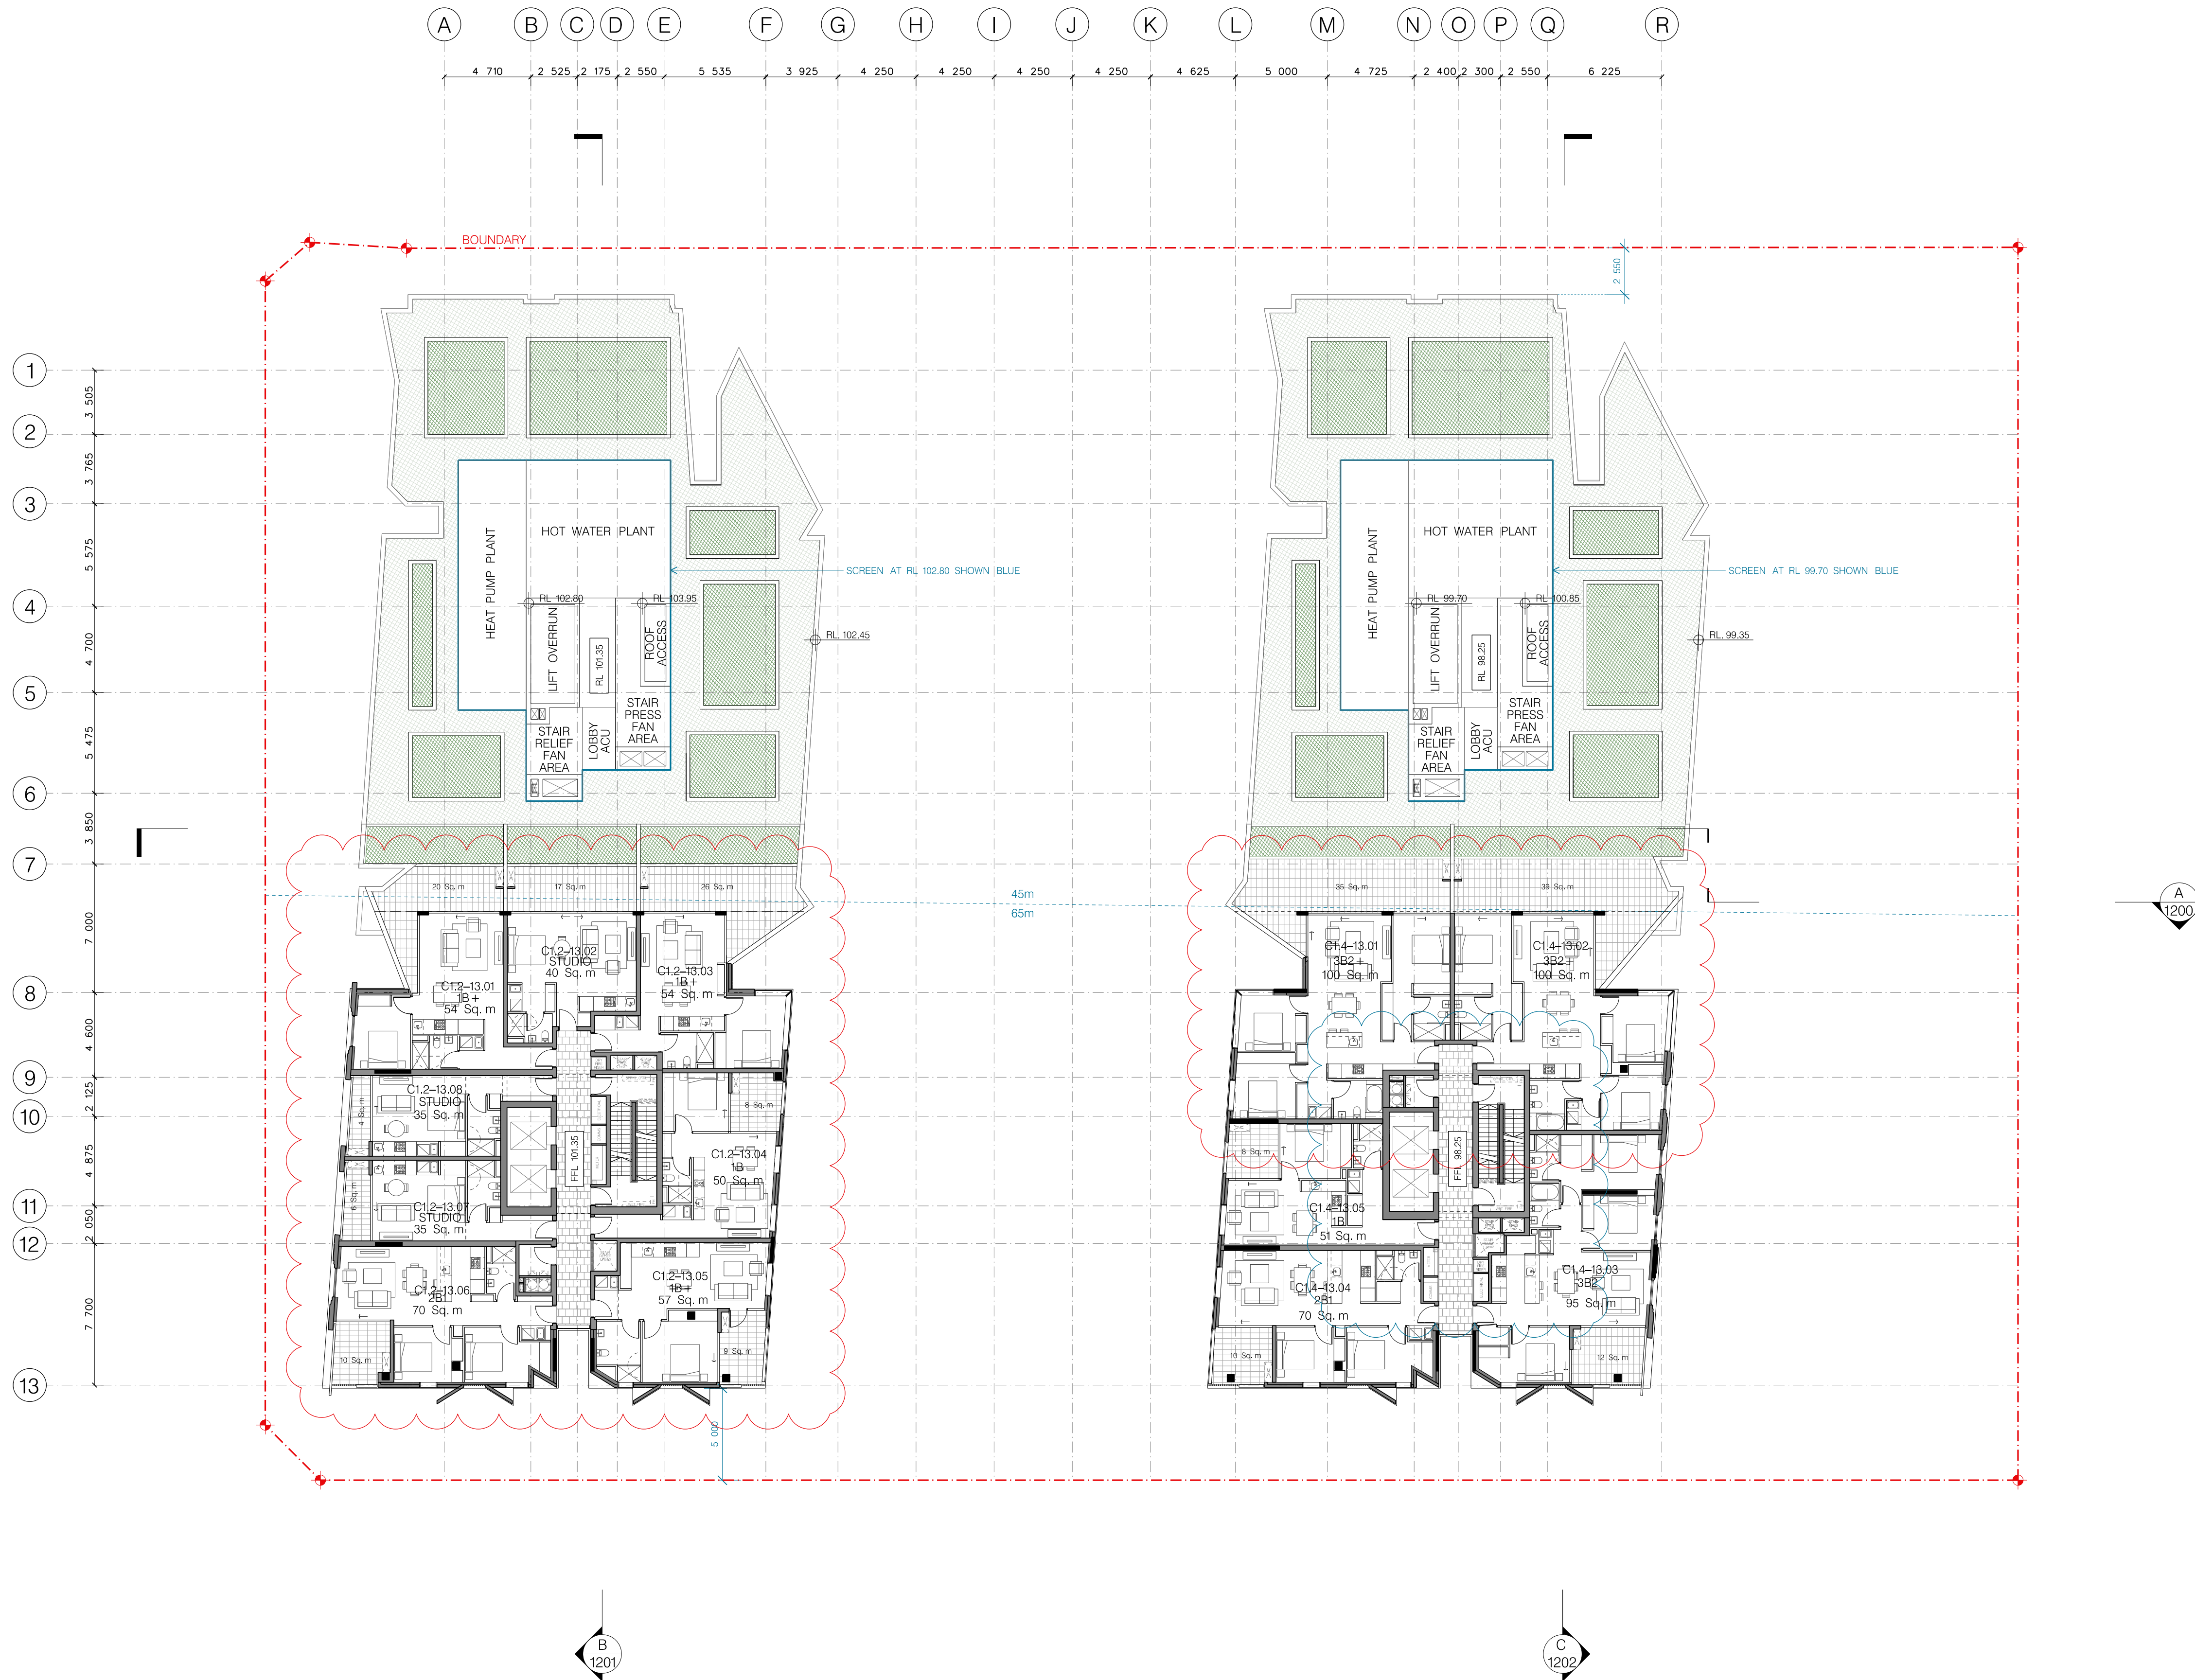 A B C D E F G H I J K L M N O P Q R
4 710 2 525 2 175 2 550 5 535 3 925 4 250 4 250 4 250 4 250 4 625 5 000 4 725 2 400 2 300 2 550 6 225
BOUNDARY
2 550
1
3 505
2
3 765
3
5 575
4
4 700
5
5 475
6
3 850
7
7 000
8
4 600
9
2 125
10
4 875
11
2 050
12
7 700
13
HEAT PUMP PLANT
HOT WATER PLANT
SCREEN AT RL 102.80 SHOWN BLUE
RL 102.80
RL 103.95
LIFT OVERRUN
RL 101.35
ROOF
ACCESS
RL. 102.45
STAIR
RELIEF
FAN
AREA
LOBBY
ACU
STAIR
PRESS
FAN
AREA
HEAT PUMP PLANT
HOT WATER PLANT
SCREEN AT RL 99.70 SHOWN BLUE
RL 99.70
RL 100.85
LIFT OVERRUN
RL 98.25
ROOF
ACCESS
RL. 99.35
STAIR
RELIEF
FAN
AREA
LOBBY
ACU
STAIR
PRESS
FAN
AREA
20 Sq. m
17 Sq. m
26 Sq. m
35 Sq. m
39 Sq. m
45m
65m
A
1200
C1.2–13.01
1B+
54 Sq. m
C1.2–13.02
STUDIO
40 Sq. m
C1.2–13.03
1B+
54 Sq. m
C1.2–13.08
STUDIO
35 Sq. m
4 Sq. m
8 Sq. m
FFL 101.35
C1.2–13.04
1B
50 Sq. m
C1.2–13.07
STUDIO
35 Sq. m
6 Sq. m
C1.2–13.06
2B1
70 Sq. m
C1.2–13.05
1B+
57 Sq. m
10 Sq. m
9 Sq. m
5 000
C1.4–13.01
3B2+
100 Sq. m
C1.4–13.02
3B2+
100 Sq. m
8 Sq. m
FFL 98.25
C1.4–13.05
1B
51 Sq. m
C1.4–13.04
2B1
70 Sq. m
C1.4–13.03
3B2
95 Sq. m
10 Sq. m
12 Sq. m
B
1201
C
1202